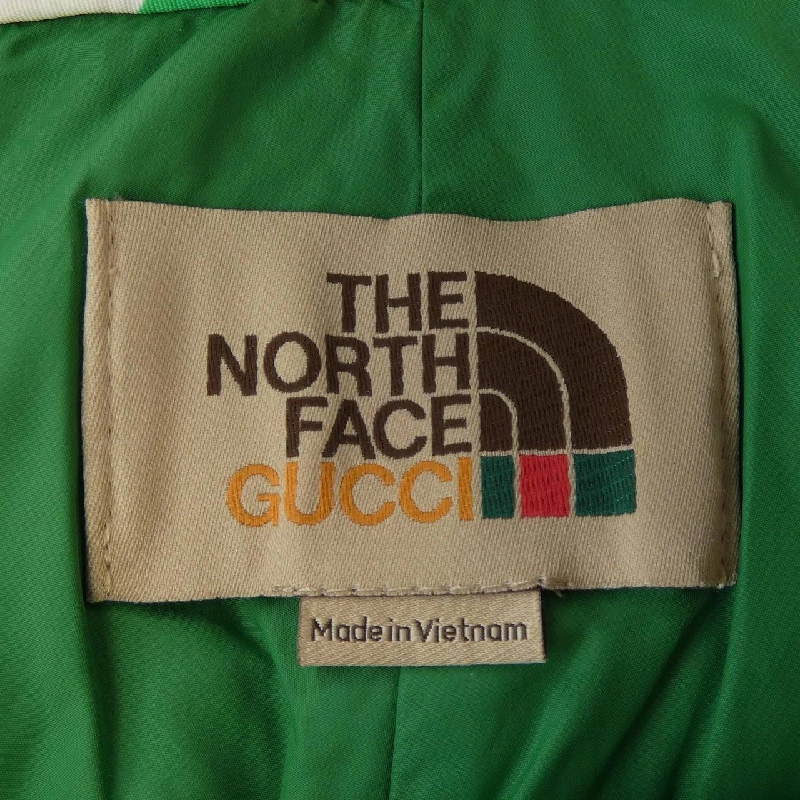 THE
NORTH
FACE
GUCCI
Made in Vietnam